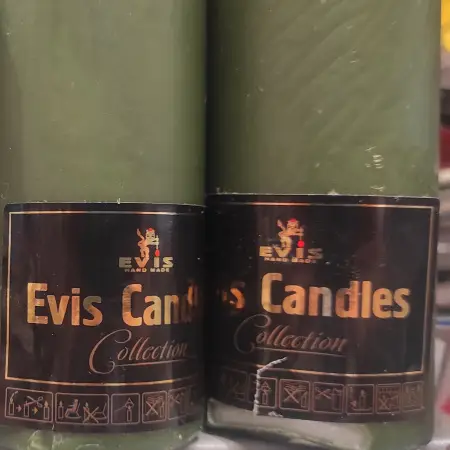 EVIS
HAND MADE
Evis Cand
Collection
EVIS
HAND MADE
s Candles
Collection